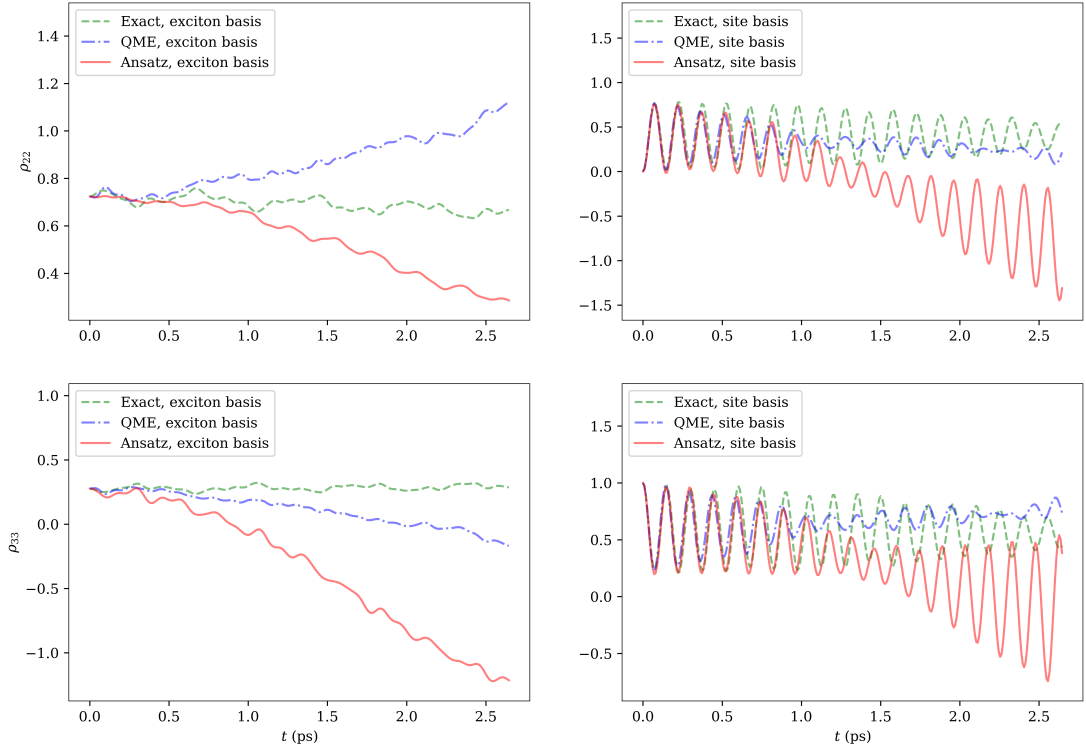 Exact, exciton basis
QME, exciton basis
Ansatz, exciton basis
1.4
1.2
1.0
0.8
0.6
0.4
ρ22
0.0 0.5 1.0 1.5 2.0 2.5
Exact, site basis
QME, site basis
Ansatz, site basis
1.5
1.0
0.5
0.0
−0.5
−1.0
−1.5
0.0 0.5 1.0 1.5 2.0 2.5
Exact, exciton basis
QME, exciton basis
Ansatz, exciton basis
1.0
0.5
0.0
−0.5
−1.0
ρ33
0.0 0.5 1.0 1.5 2.0 2.5
t (ps)
Exact, site basis
QME, site basis
Ansatz, site basis
1.5
1.0
0.5
0.0
−0.5
0.0 0.5 1.0 1.5 2.0 2.5
t (ps)